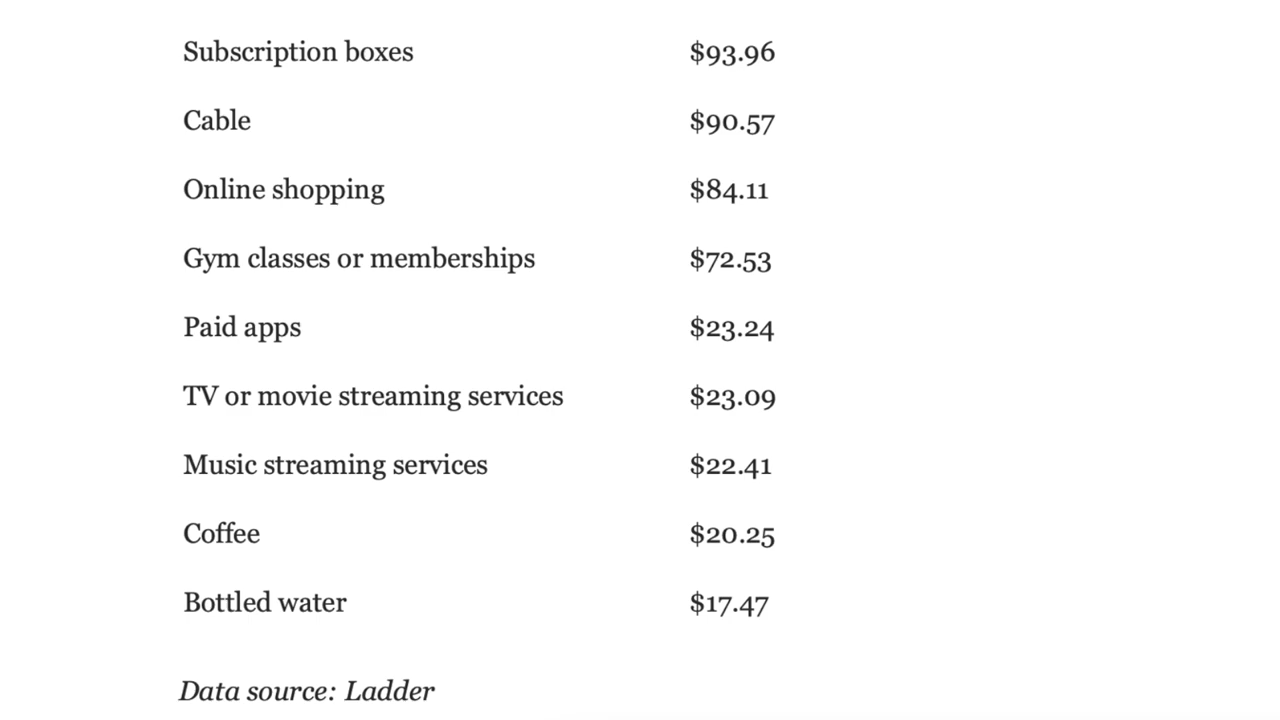 Subscription boxes $93.96
Cable $90.57
Online shopping $84.11
Gym classes or memberships $72.53
Paid apps $23.24
TV or movie streaming services $23.09
Music streaming services $22.41
Coffee $20.25
Bottled water $17.47
Data source: Ladder